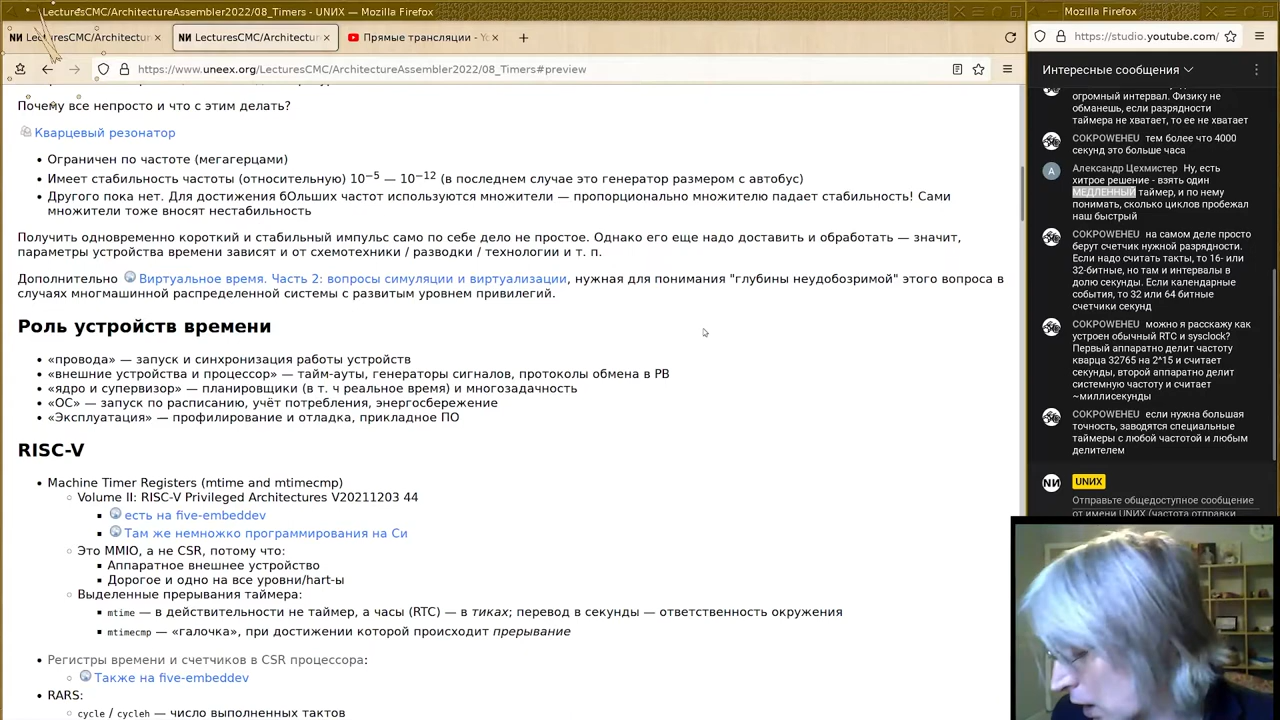 LecturesCMC/ArchitectureAssembler2022/08_Timers - UNИX — Mozilla Firefox
Mozilla Firefox
LecturesCMC/Architectur
LecturesCMC/Architectur
Прямые трансляции - Yo
https://www.uneex.org/LecturesCMC/ArchitectureAssembler2022/08_Timers#preview
Почему все непросто и что с этим делать?
Кварцевый резонатор
• Ограничен по частоте (мегагерцами)
• Имеет стабильность частоты (относительную) 10−5 — 10−12 (в последнем случае это генератор размером с автобус)
• Другого пока нет. Для достижения бОльших частот используются множители — пропорционально множителю падает стабильность! Сами
множители тоже вносят нестабильность
Получить одновременно короткий и стабильный импульс само по себе дело не простое. Однако его еще надо доставить и обработать — значит,
параметры устройства времени зависят и от схемотехники / разводки / технологии и т. п.
Дополнительно Виртуальное время. Часть 2: вопросы симуляции и виртуализации, нужная для понимания "глубины неудобозримой" этого вопроса в
случаях многмашинной распределенной системы с развитым уровнем привилегий.
Роль устройств времени
• «провода» — запуск и синхронизация работы устройств
• «внешние устройства и процессор» — тайм-ауты, генераторы сигналов, протоколы обмена в РВ
• «ядро и супервизор» — планировщики (в т. ч реальное время) и многозадачность
• «ОС» — запуск по расписанию, учёт потребления, энергосбережение
• «Эксплуатация» — профилирование и отладка, прикладное ПО
RISC-V
• Machine Timer Registers (mtime and mtimecmp)
Volume II: RISC-V Privileged Architectures V20211203 44
есть на five-embeddev
Там же немножко программирования на Си
Это MMIO, а не CSR, потому что:
Аппаратное внешнее устройство
Дорогое и одно на все уровни/hart-ы
Выделенные прерывания таймера:
mtime — в действительности не таймер, а часы (RTC) — в тиках; перевод в секунды — ответственность окружения
mtimecmp — «галочка», при достижении которой происходит прерывание
• Регистры времени и счетчиков в CSR процессора:
Также на five-embeddev
• RARS:
cycle / cycleh — число выполненных тактов
https://studio.youtube.com/
Интересные сообщения
огромный интервал. Физику не
обманешь, если разрядности
таймера не хватает, то ее не хватает
COKPOWEHEU тем более что 4000
секунд это больше часа
Александр Цехмистер Ну, есть
хитрое решение - взять один
МЕДЛЕННЫЙ таймер, и по нему
понимать, сколько циклов пробежал
наш быстрый
COKPOWEHEU на самом деле просто
берут счетчик нужной разрядности.
Если надо считать такты, то 16- или
32-битные, но там и интервалы в
долю секунды. Если календарные
события, то 32 или 64 битные
счетчики секунд
COKPOWEHEU можно я расскажу как
устроен обычный RTC и sysclock?
Первый аппаратно делит частоту
кварца 32765 на 2^15 и считает
секунды, второй аппаратно делит
системную частоту и считает
~миллисекунды
COKPOWEHEU если нужна большая
точность, заводятся специальные
таймеры с любой частотой и любым
делителем
UNИX
Отправьте общедоступное сообщение
от имени UNИX (частота отправки